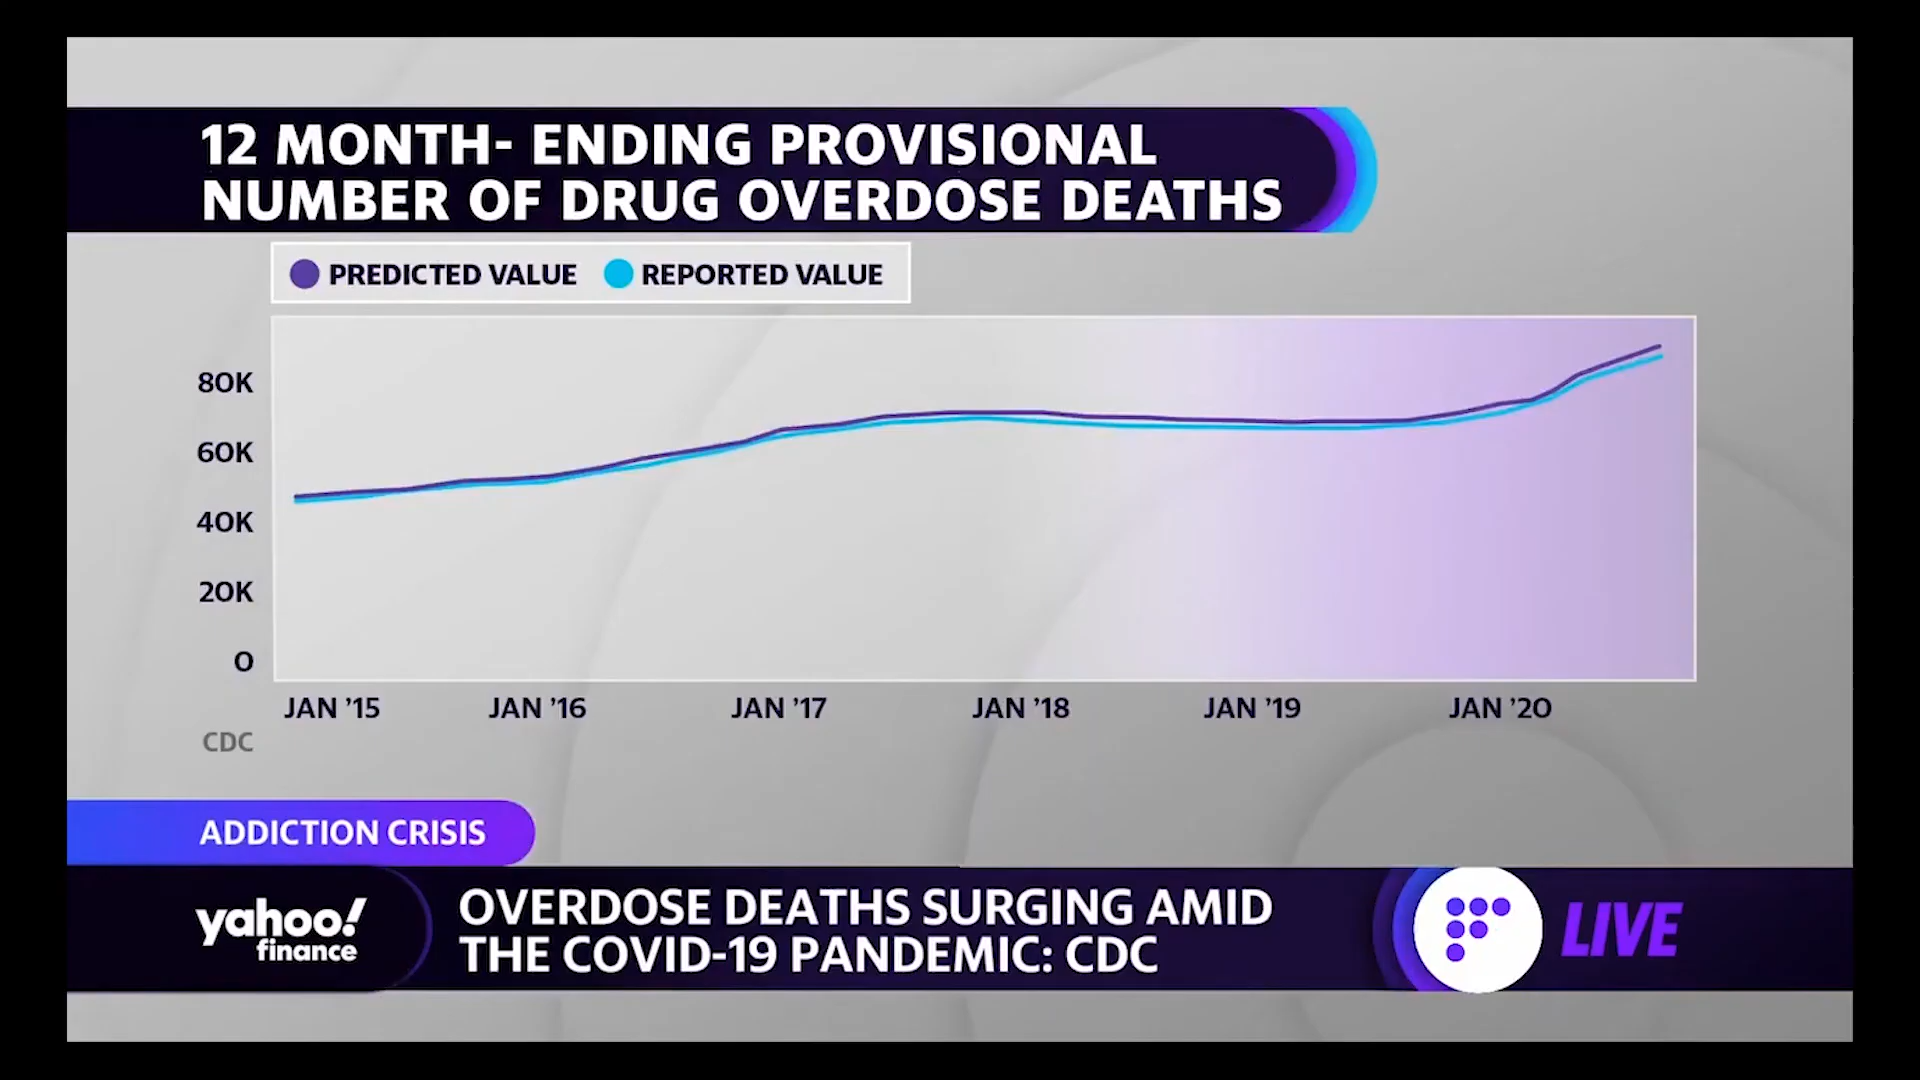 12 MONTH- ENDING PROVISIONAL
NUMBER OF DRUG OVERDOSE DEATHS
PREDICTED VALUE REPORTED VALUE
80K
60K
40K
20K
0
JAN ’15 JAN ’16 JAN ’17 JAN ’18 JAN ’19 JAN ’20
CDC
ADDICTION CRISIS
yahoo!
finance
OVERDOSE DEATHS SURGING AMID
THE COVID-19 PANDEMIC: CDC
LIVE